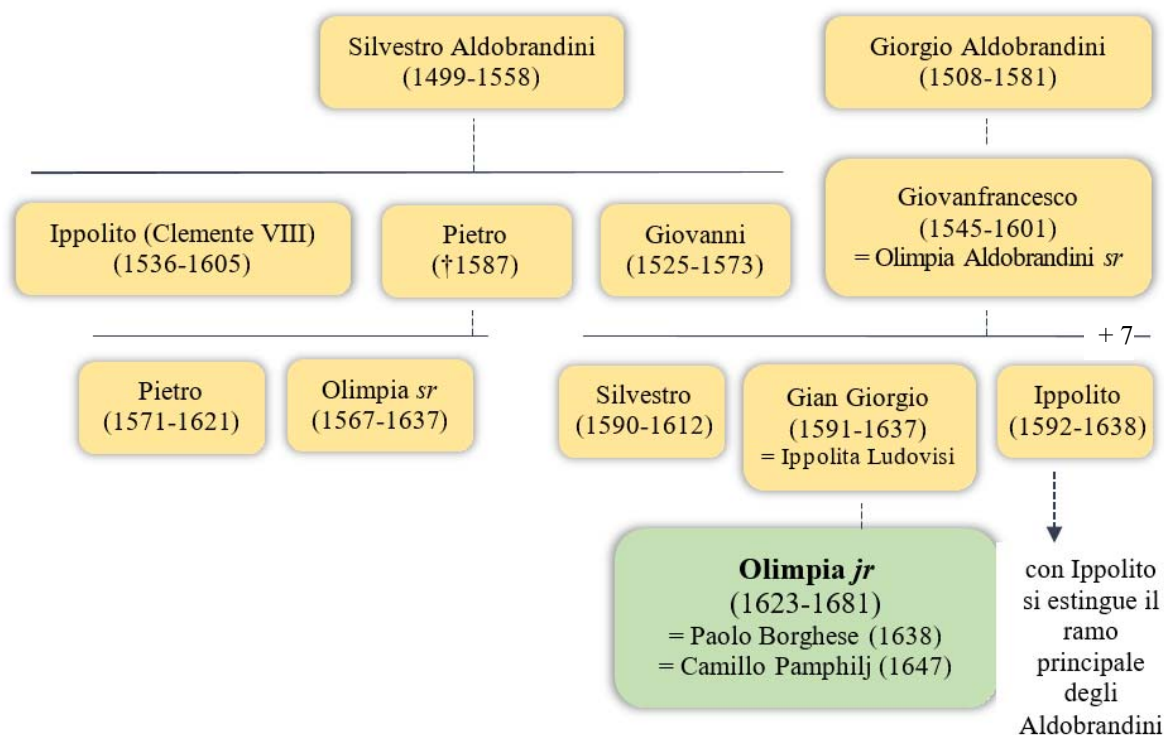 Silvestro Aldobrandini
(1499-1558)
Giorgio Aldobrandini
(1508-1581)
Ippolito (Clemente VIII)
(1536-1605)
Pietro
(†1587)
Giovanni
(1525-1573)
Giovanfrancesco
(1545-1601)
= Olimpia Aldobrandini sr
+ 7
Pietro
(1571-1621)
Olimpia sr
(1567-1637)
Silvestro
(1590-1612)
Gian Giorgio
(1591-1637)
= Ippolita Ludovisi
Ippolito
(1592-1638)
Olimpia jr
(1623-1681)
= Paolo Borghese (1638)
= Camillo Pamphilj (1647)
con Ippolito
si estingue il
ramo
principale
degli
Aldobrandini